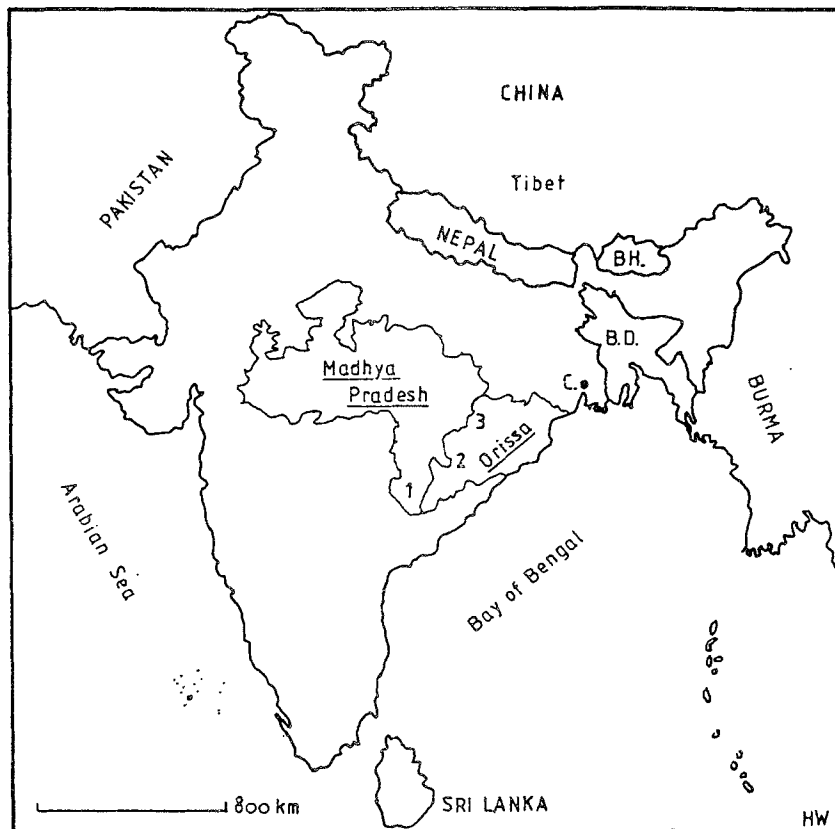 CHINA
Tibet
PAKISTAN
NEPAL
BH.
B.D.
Madhya
Pradesh
C.
BURMA
3
Orissa
2
1
Arabian Sea
Bay of Bengal
800 km
SRI LANKA
HW